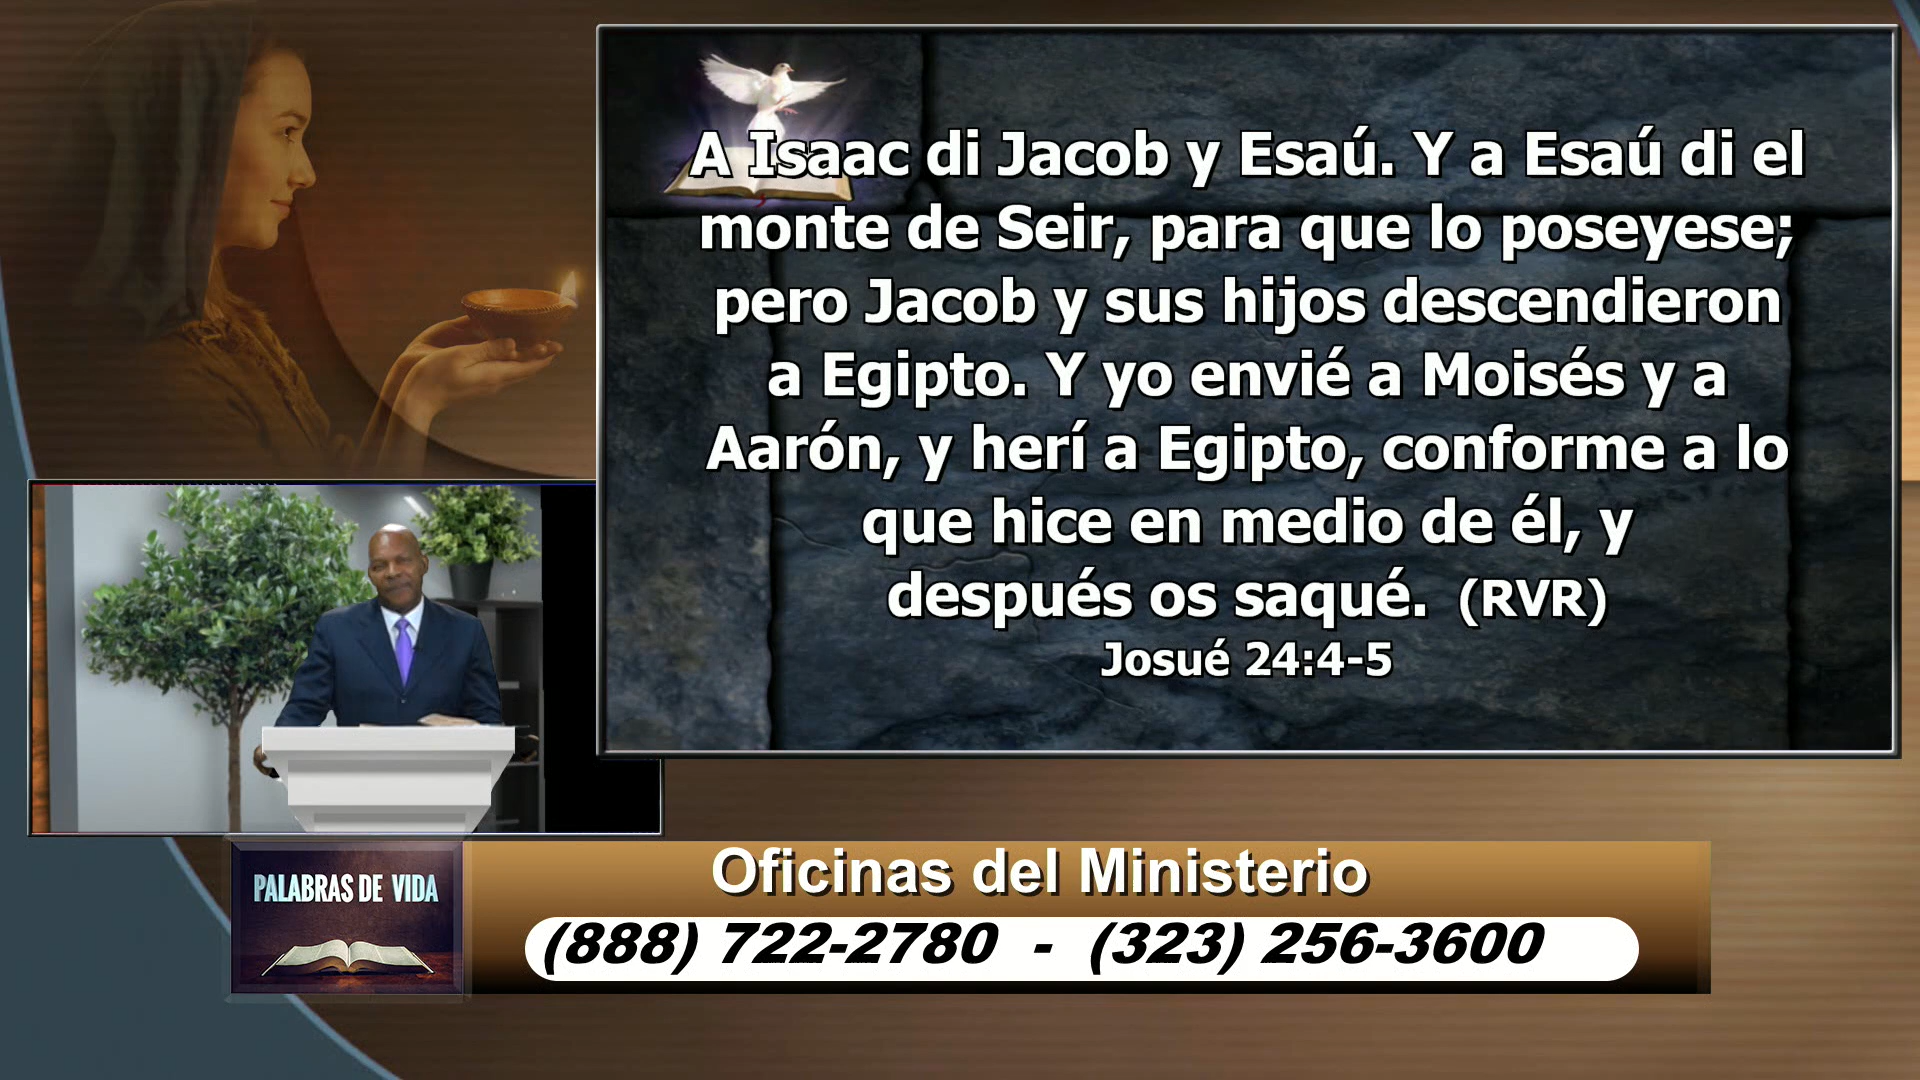 A Isaac di Jacob y Esaú. Y a Esaú di el
monte de Seir, para que lo poseyese;
pero Jacob y sus hijos descendieron
a Egipto. Y yo envié a Moisés y a
Aarón, y herí a Egipto, conforme a lo
que hice en medio de él, y
después os saqué. (RVR)
Josué 24:4-5
PALABRAS DE VIDA
Oficinas del Ministerio
(888) 722-2780 - (323) 256-3600